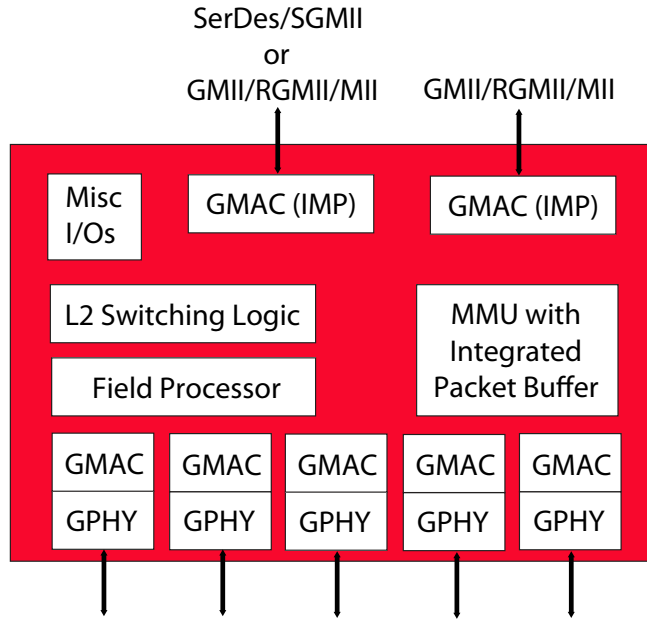 SerDes/SGMII
or
GMII/RGMII/MII
GMII/RGMII/MII
Misc
I/Os
GMAC (IMP)
GMAC (IMP)
L2 Switching Logic
Field Processor
MMU with
Integrated
Packet Buffer
GMAC
GMAC
GMAC
GMAC
GMAC
GPHY
GPHY
GPHY
GPHY
GPHY